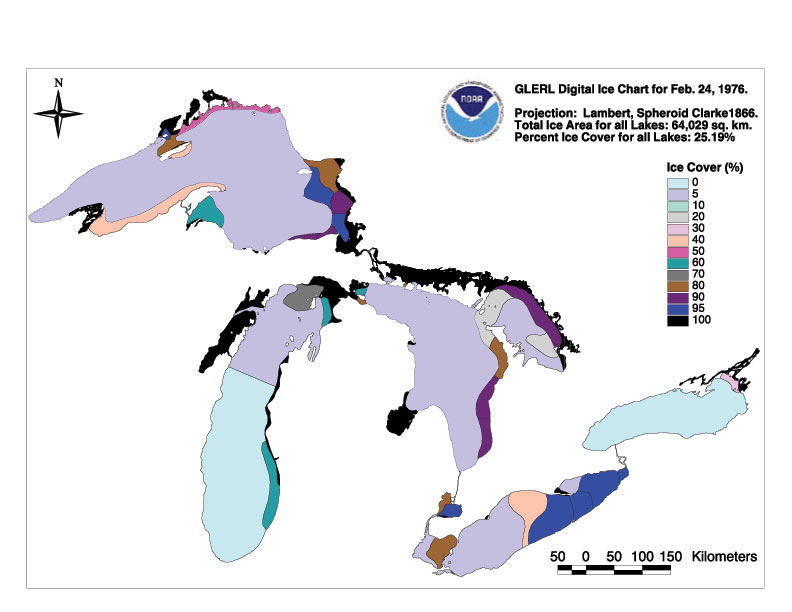 N
NOAA
GLERL Digital Ice Chart for Feb. 24, 1976.
Projection: Lambert, Spheroid Clarke1866.
Total Ice Area for all Lakes: 64,029 sq. km.
Percent Ice Cover for all Lakes: 25.19%
Ice Cover (%)
0
5
10
20
30
40
50
60
70
80
90
95
100
50 0 50 100 150 Kilometers